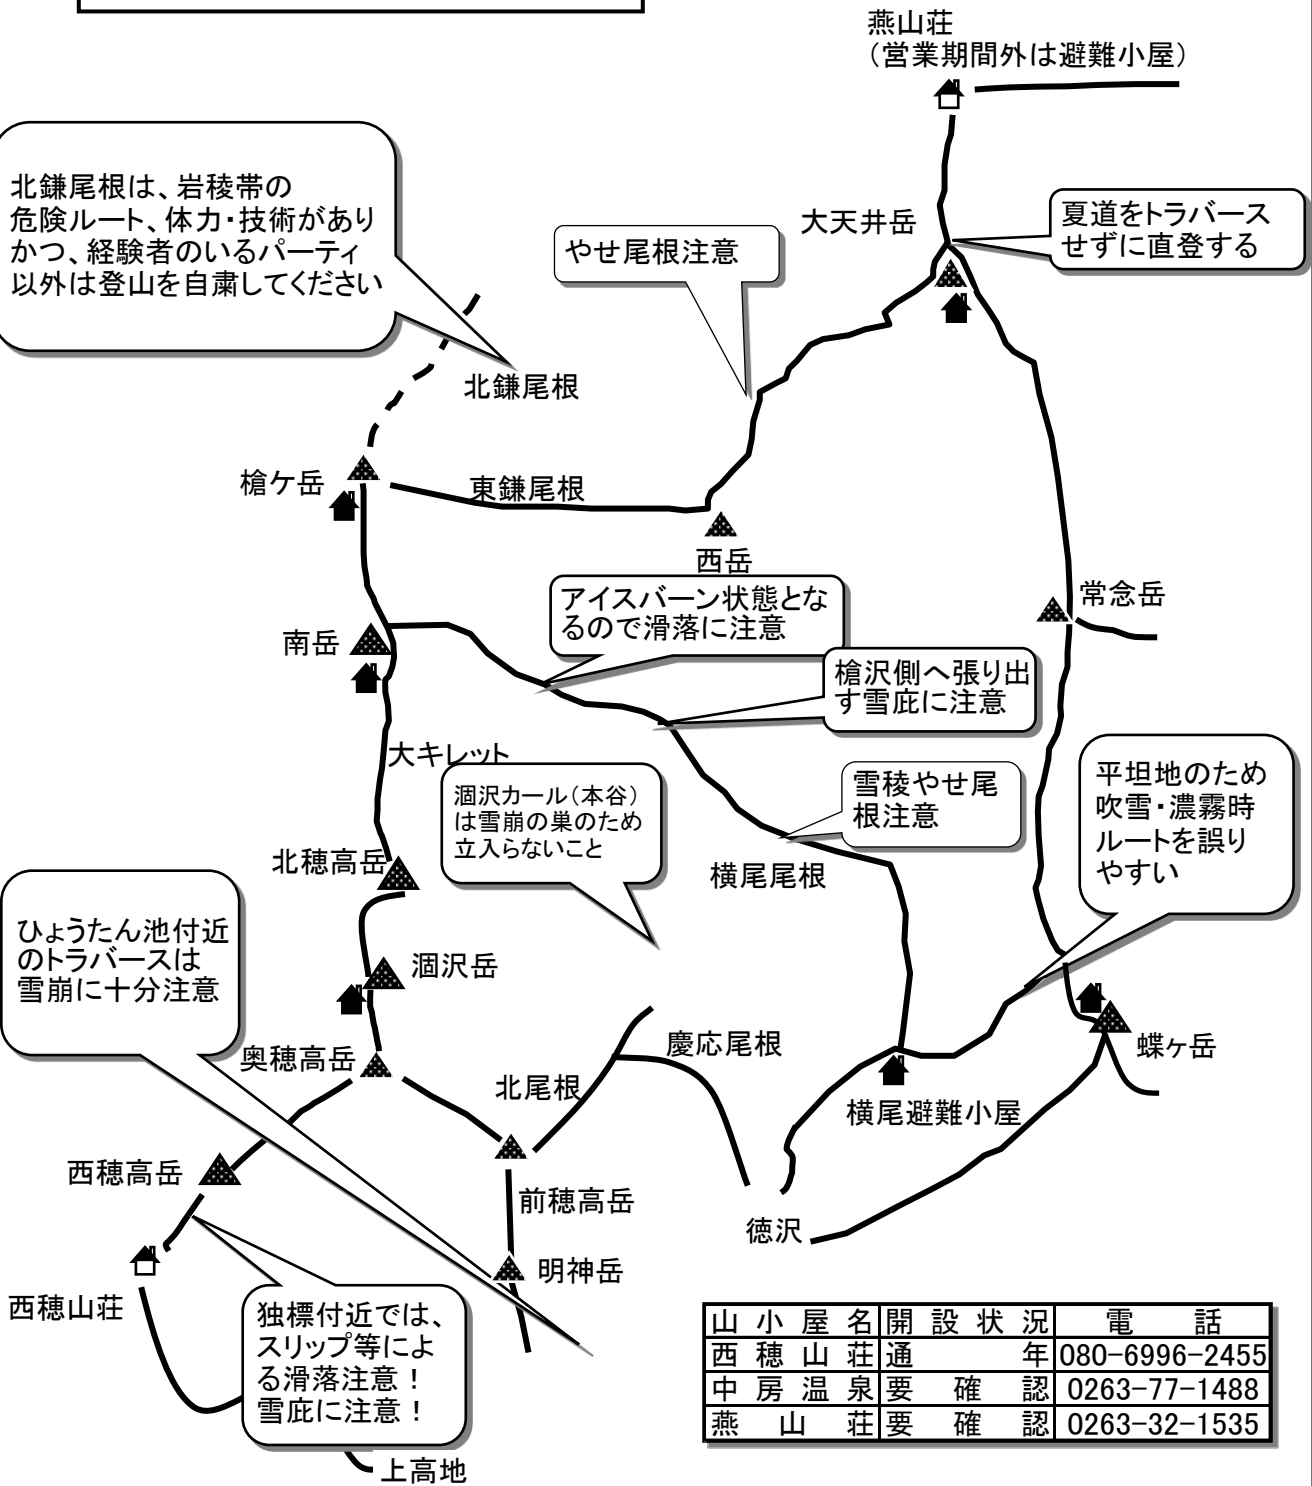 燕山荘
（営業期間外は避難小屋）
北鎌尾根は、岩稜帯の
危険ルート、体力・技術があり
かつ、経験者のいるパーティ
以外は登山を自粛してください
やせ尾根注意
大天井岳
夏道をトラバース
せずに直登する
北鎌尾根
槍ケ岳
東鎌尾根
西岳
アイスバーン状態とな
るので滑落に注意
常念岳
南岳
槍沢側へ張り出
す雪庇に注意
大キレット
涸沢カール（本谷）
は雪崩の巣のため
立入らないこと
雪稜やせ尾
根注意
平坦地のため
吹雪・濃霧時
ルートを誤り
やすい
北穂高岳
横尾尾根
ひょうたん池付近
のトラバースは
雪崩に十分注意
涸沢岳
奥穂高岳
慶応尾根
蝶ヶ岳
北尾根
横尾避難小屋
西穂高岳
前穂高岳
徳沢
明神岳
西穂山荘
独標付近では、
スリップ等によ
る滑落注意！
雪庇に注意！
上高地
山小屋名 開設状況 電話
西穂山荘 通年 080-6996-2455
中房温泉 要確認 0263-77-1488
燕山荘 要確認 0263-32-1535